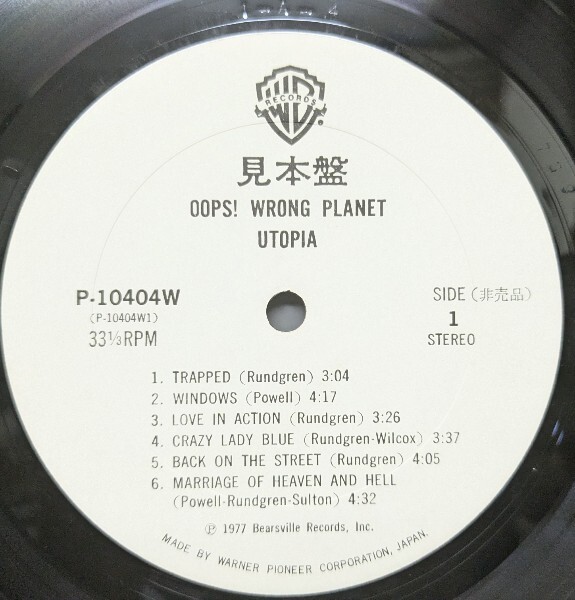 1-A-4
WB
RECORDS
®
見本盤
OOPS! WRONG PLANET
UTOPIA
P-10404W
(P-10404W1)
33⅓RPM
SIDE (非売品)
1
STEREO
1. TRAPPED (Rundgren) 3:04
2. WINDOWS (Powell) 4:17
3. LOVE IN ACTION (Rundgren) 3:26
4. CRAZY LADY BLUE (Rundgren-Wilcox) 3:37
5. BACK ON THE STREET (Rundgren) 4:05
6. MARRIAGE OF HEAVEN AND HELL
(Powell-Rundgren-Sulton) 4:32
℗ 1977 Bearsville Records, Inc.
MADE BY WARNER PIONEER CORPORATION, JAPAN.